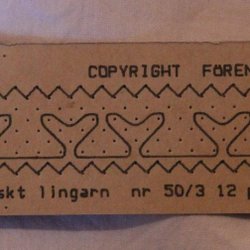 COPYRIGHT FÖREN
skt lingarn nr 50/3 12 p